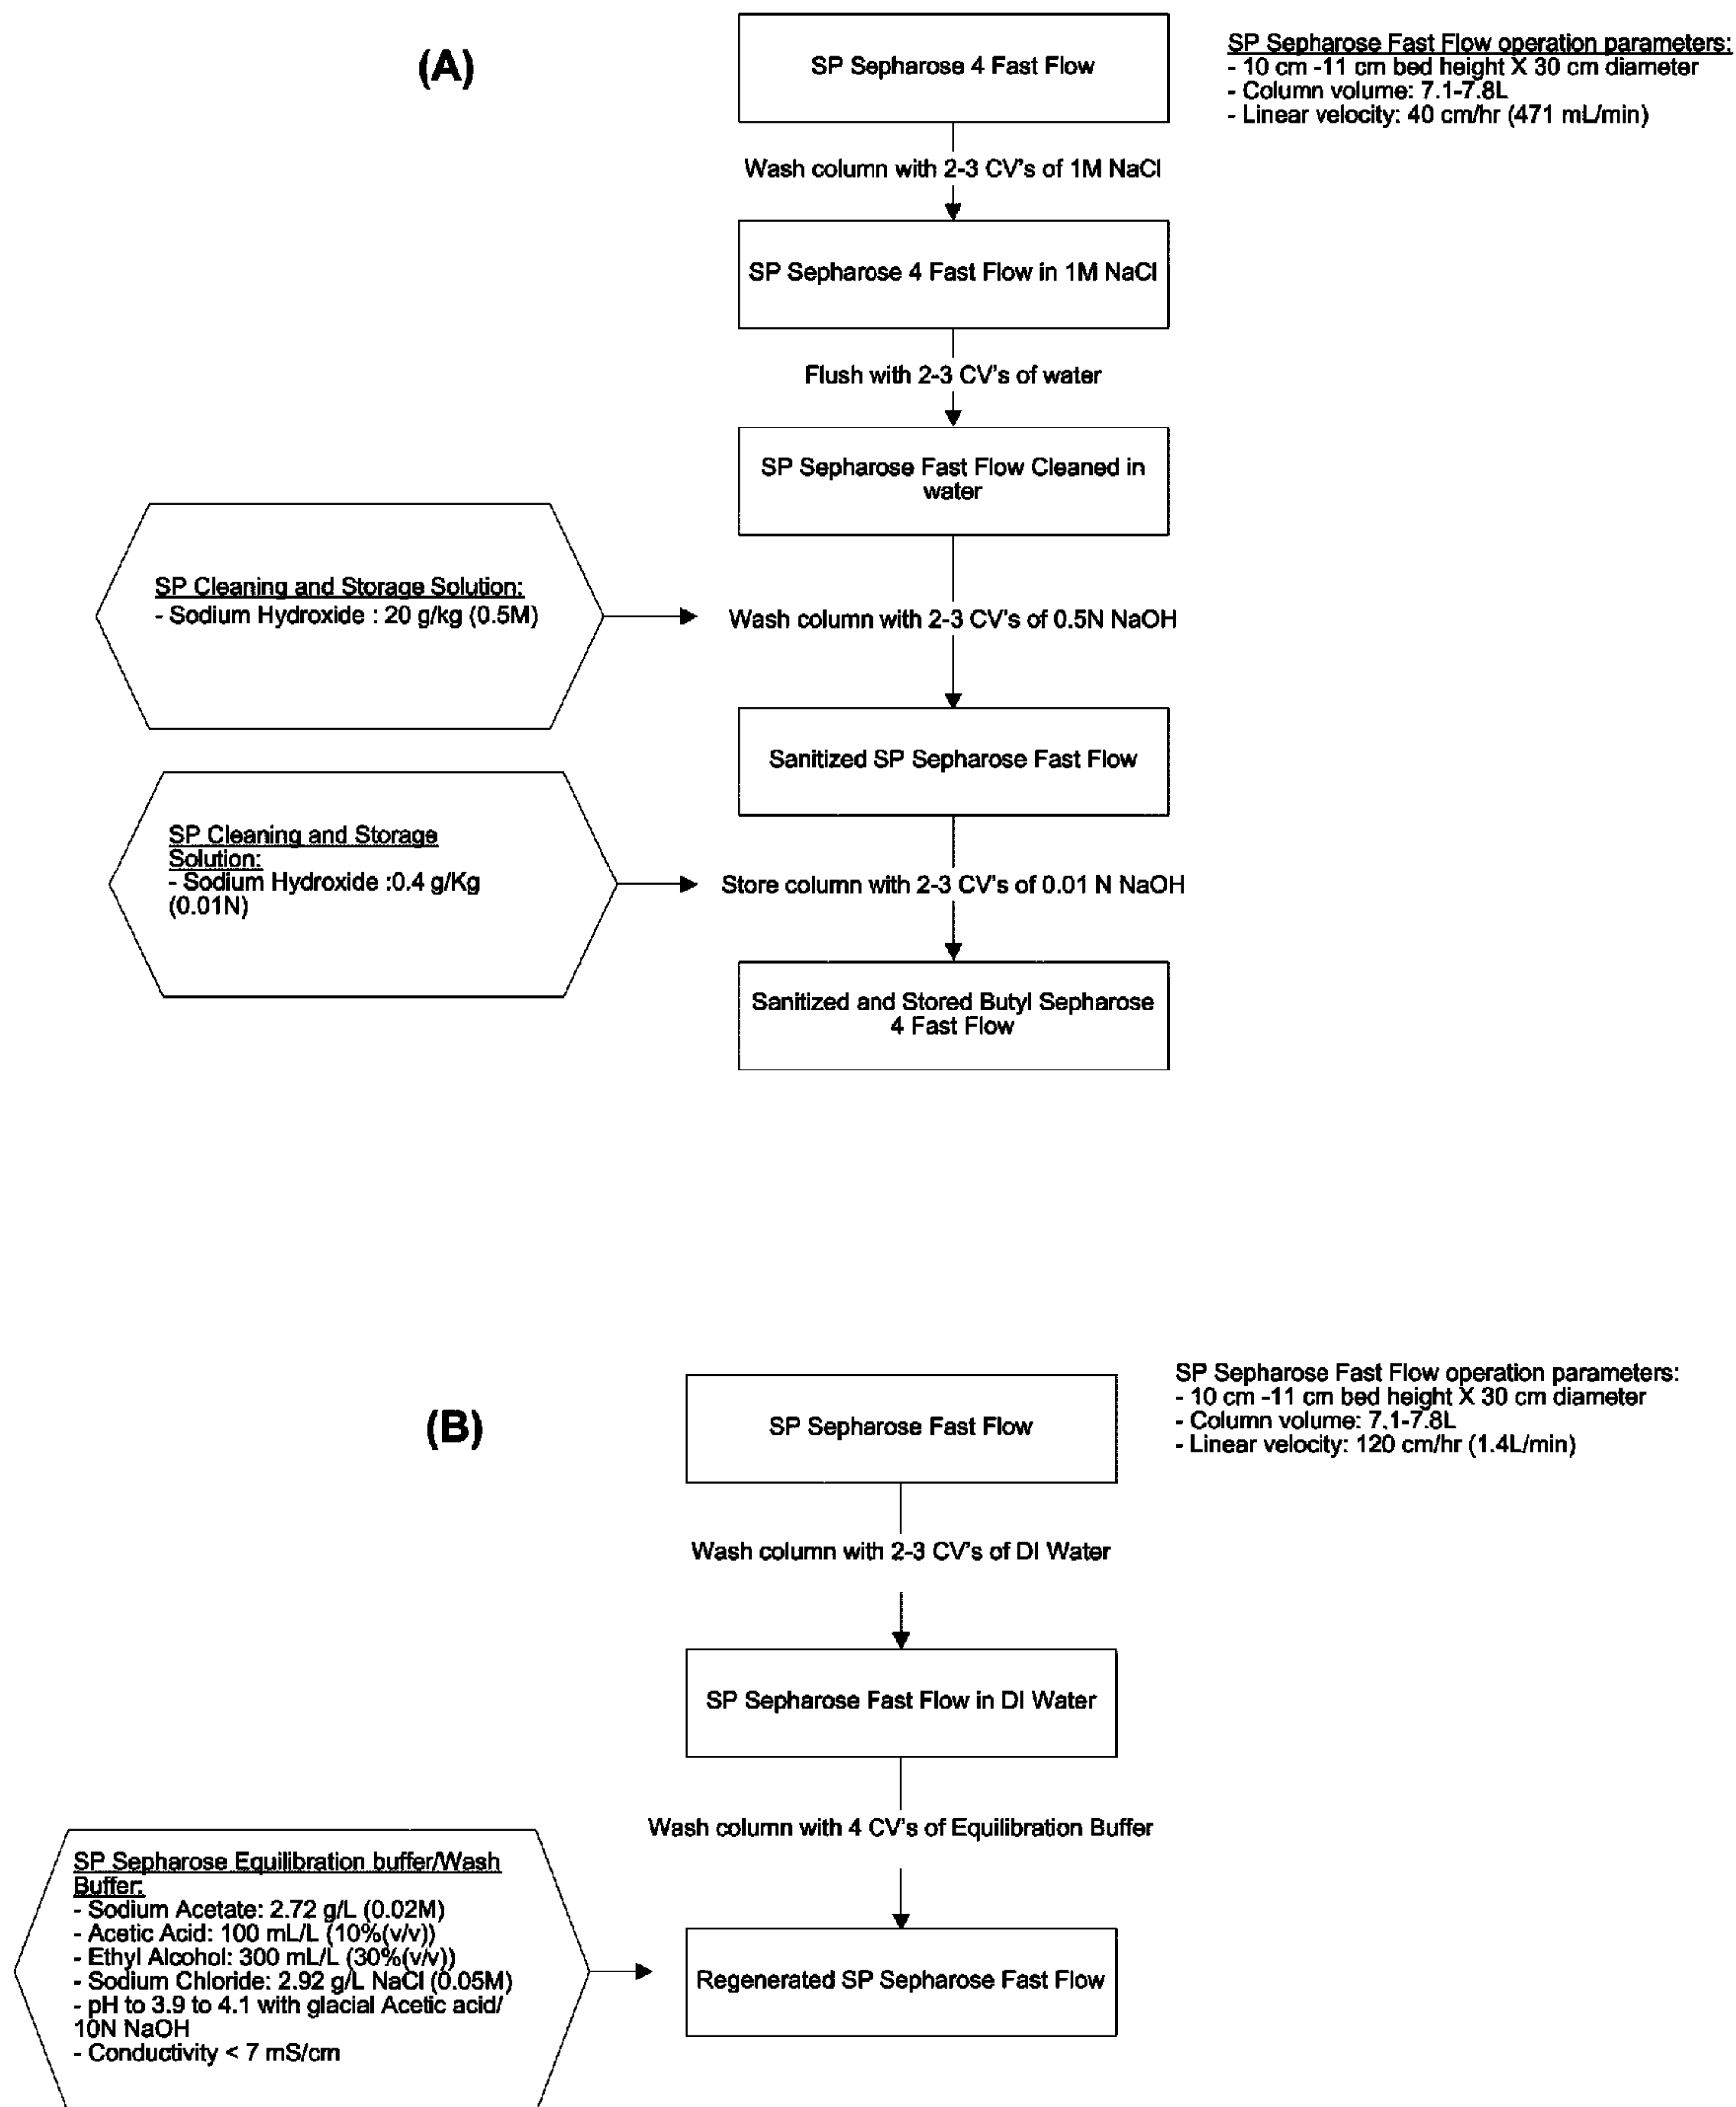 (A)
SP Sepharose 4 Fast Flow
SP Sepharose Fast Flow operation parameters:
- 10 cm -11 cm bed height X 30 cm diameter
- Column volume: 7.1-7.8L
- Linear velocity: 40 cm/hr (471 mL/min)
Wash column with 2-3 CV's of 1M NaCl
SP Sepharose 4 Fast Flow in 1M NaCl
Flush with 2-3 CV's of water
SP Sepharose Fast Flow Cleaned in
water
SP Cleaning and Storage Solution:
- Sodium Hydroxide : 20 g/kg (0.5M)
Wash column with 2-3 CV's of 0.5N NaOH
Sanitized SP Sepharose Fast Flow
SP Cleaning and Storage
Solution:
- Sodium Hydroxide :0.4 g/Kg
(0.01N)
Store column with 2-3 CV's of 0.01 N NaOH
Sanitized and Stored Butyl Sepharose
4 Fast Flow
(B)
SP Sepharose Fast Flow
SP Sepharose Fast Flow operation parameters:
- 10 cm -11 cm bed height X 30 cm diameter
- Column volume: 7.1-7.8L
- Linear velocity: 120 cm/hr (1.4L/min)
Wash column with 2-3 CV's of DI Water
SP Sepharose Fast Flow in DI Water
Wash column with 4 CV's of Equilibration Buffer
SP Sepharose Equilibration buffer/Wash
Buffer:
- Sodium Acetate: 2.72 g/L (0.02M)
- Acetic Acid: 100 mL/L (10%(v/v))
- Ethyl Alcohol: 300 mL/L (30%(v/v))
- Sodium Chloride: 2.92 g/L NaCl (0.05M)
- pH to 3.9 to 4.1 with glacial Acetic acid/
10N NaOH
- Conductivity < 7 mS/cm
Regenerated SP Sepharose Fast Flow